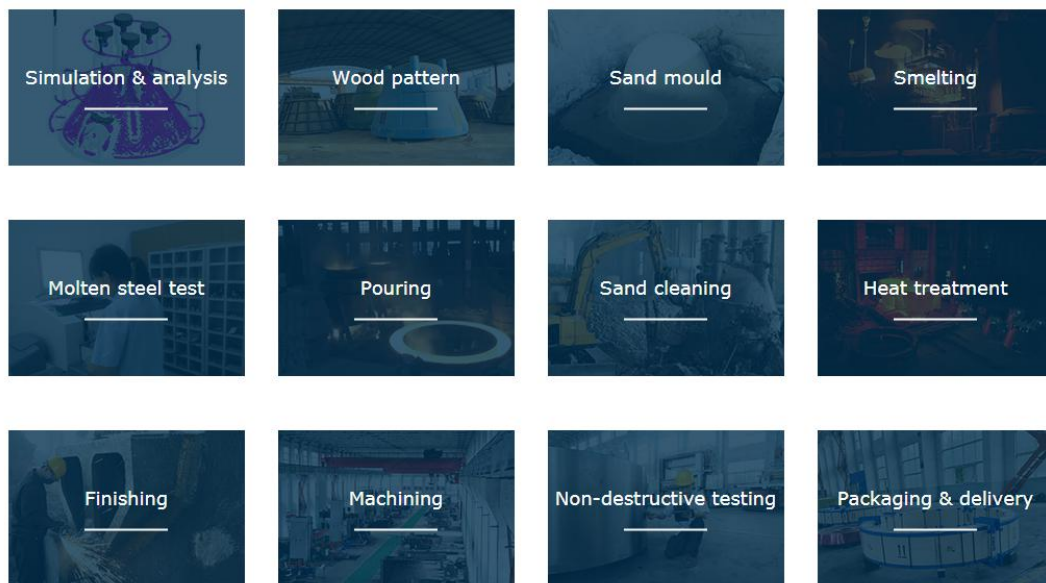 Simulation & analysis
Wood pattern
Sand mould
Smelting
Molten steel test
Pouring
Sand cleaning
Heat treatment
Finishing
Machining
Non-destructive testing
Packaging & delivery